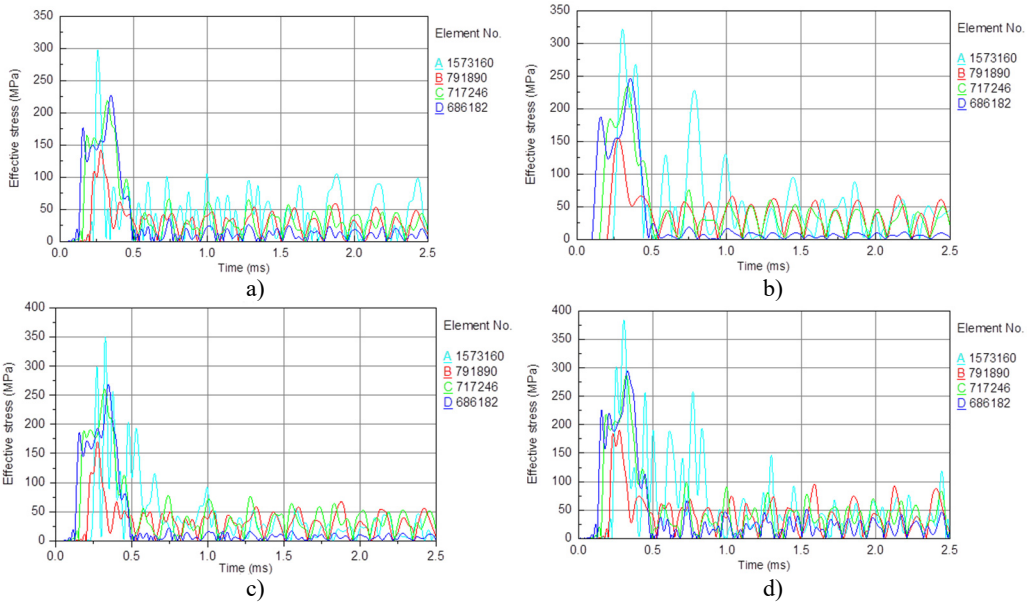 350
300
250
200
150
100
50
0
Effective stress (MPa)
0.0 0.5 1.0 1.5 2.0 2.5
Time (ms)
Element No.
A 1573160
B 791890
C 717246
D 686182
a)
350
300
250
200
150
100
50
0
Effective stress (MPa)
0.0 0.5 1.0 1.5 2.0 2.5
Time (ms)
Element No.
A 1573160
B 791890
C 717246
D 686182
b)
400
350
300
250
200
150
100
50
0
Effective stress (MPa)
0.0 0.5 1.0 1.5 2.0 2.5
Time (ms)
Element No.
A 1573160
B 791890
C 717246
D 686182
c)
400
350
300
250
200
150
100
50
0
Effective stress (MPa)
0.0 0.5 1.0 1.5 2.0 2.5
Time (ms)
Element No.
A 1573160
B 791890
C 717246
D 686182
d)